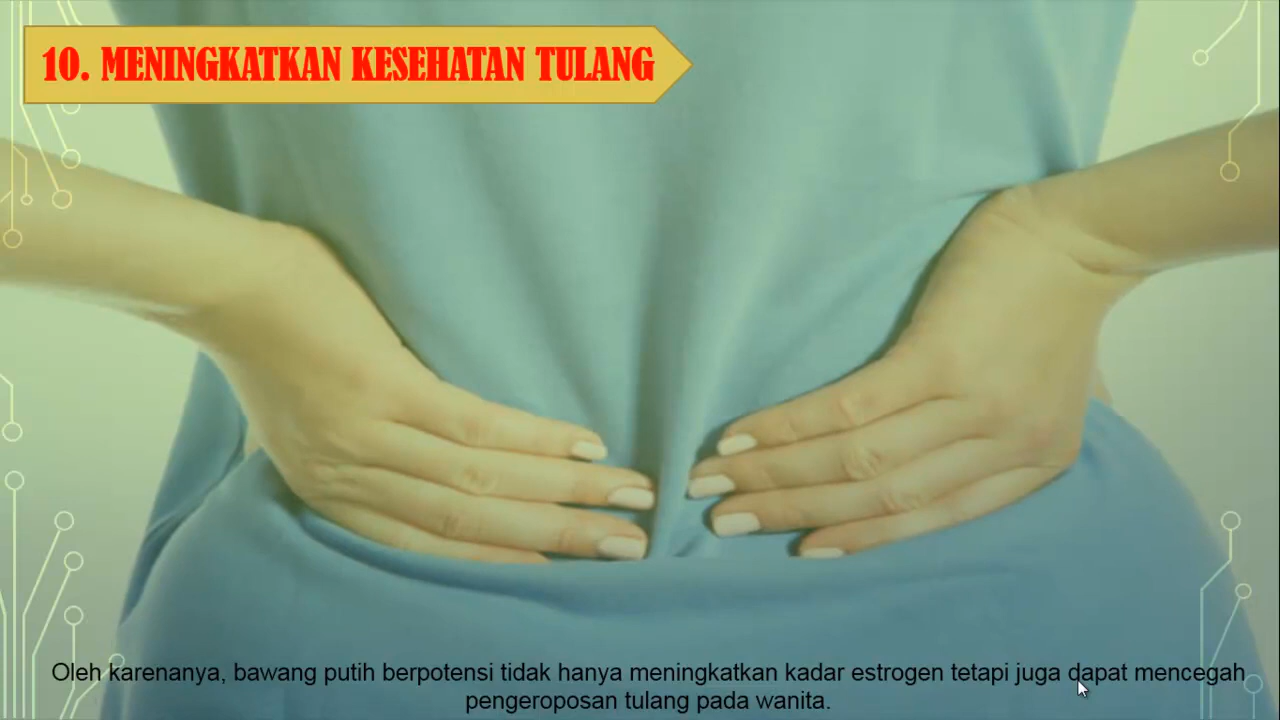 10. MENINGKATKAN KESEHATAN TULANG
Oleh karenanya, bawang putih berpotensi tidak hanya meningkatkan kadar estrogen tetapi juga dapat mencegah
pengeroposan tulang pada wanita.